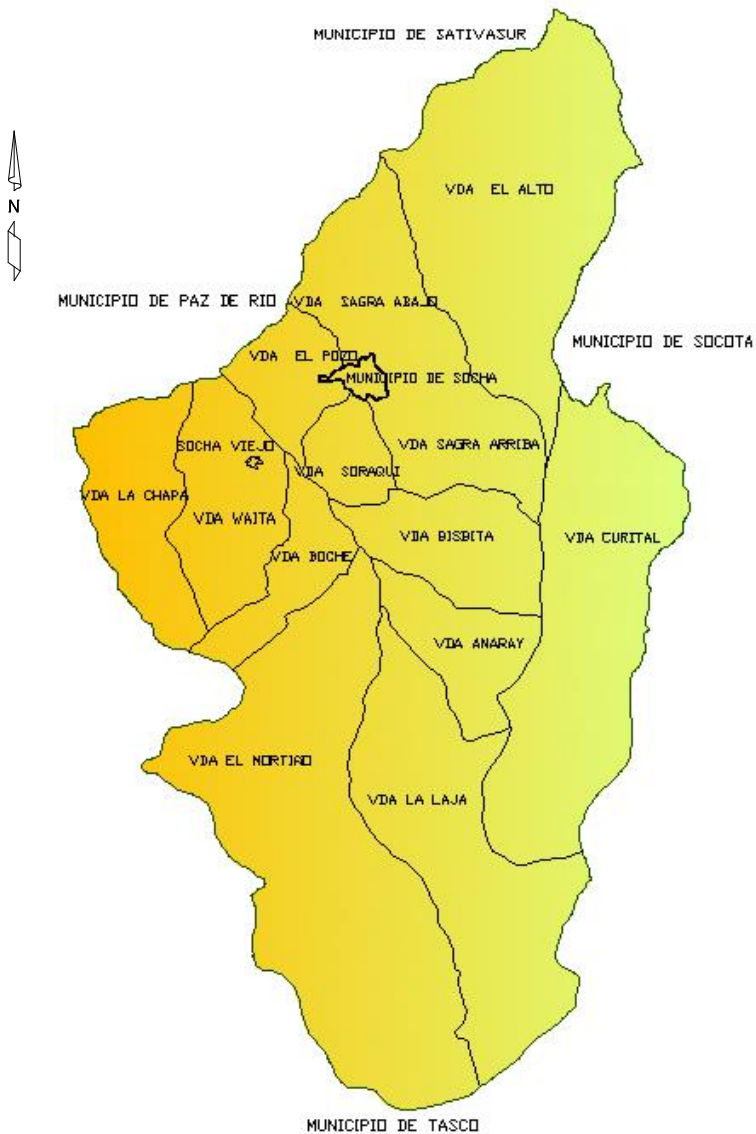 MUNICIPIO DE SATIVASUR
VDA EL ALTO
N
MUNICIPIO DE PAZ DE RIO
VDA SAGRA ABAJO
MUNICIPIO DE SOCOTA
VDA EL POZO
MUNICIPIO DE SOCHA
SOCHA VIEJO
VDA SAGRA ARRIBA
VDA SORAQUI
VDA LA CHAPA
VDA WAITA
VDA BISBITA
VDA CURITAL
VDA BOCHE
VDA ANARAY
VDA EL NORTIÃO
VDA LA LAJA
MUNICIPIO DE TASCO